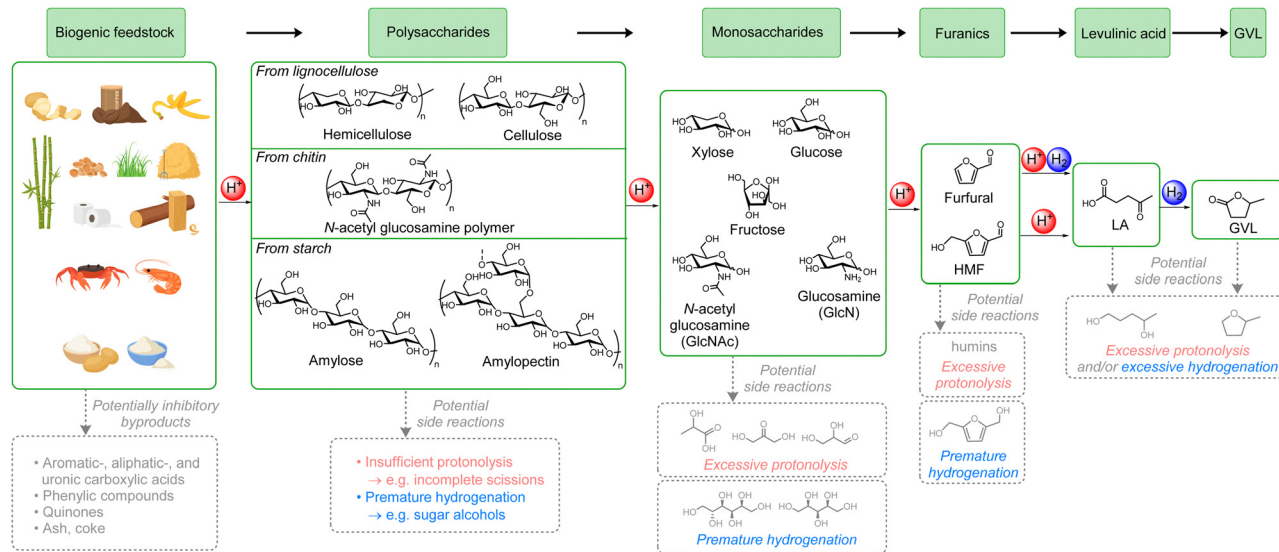 Biogenic feedstock
Polysaccharides
Monosaccharides
Furanics
Levulinic acid
GVL
From lignocellulose
Hemicellulose
Cellulose
From chitin
N-acetyl glucosamine polymer
From starch
Amylose
Amylopectin
H+
H+
Xylose
Glucose
Fructose
N-acetyl
glucosamine
(GlcNAc)
Glucosamine
(GlcN)
H+
Furfural
HMF
H+ H2
H+
LA
H2
GVL
Potentially inhibitory
byproducts
• Aromatic-, aliphatic-, and
uronic carboxylic acids
• Phenylic compounds
• Quinones
• Ash, coke
Potential
side reactions
• Insufficient protonolysis
→ e.g. incomplete scissions
• Premature hydrogenation
→ e.g. sugar alcohols
Potential
side reactions
Excessive protonolysis
Premature hydrogenation
Potential
side reactions
humins
Excessive
protonolysis
Premature
hydrogenation
Potential
side reactions
Excessive protonolysis
and/or excessive hydrogenation